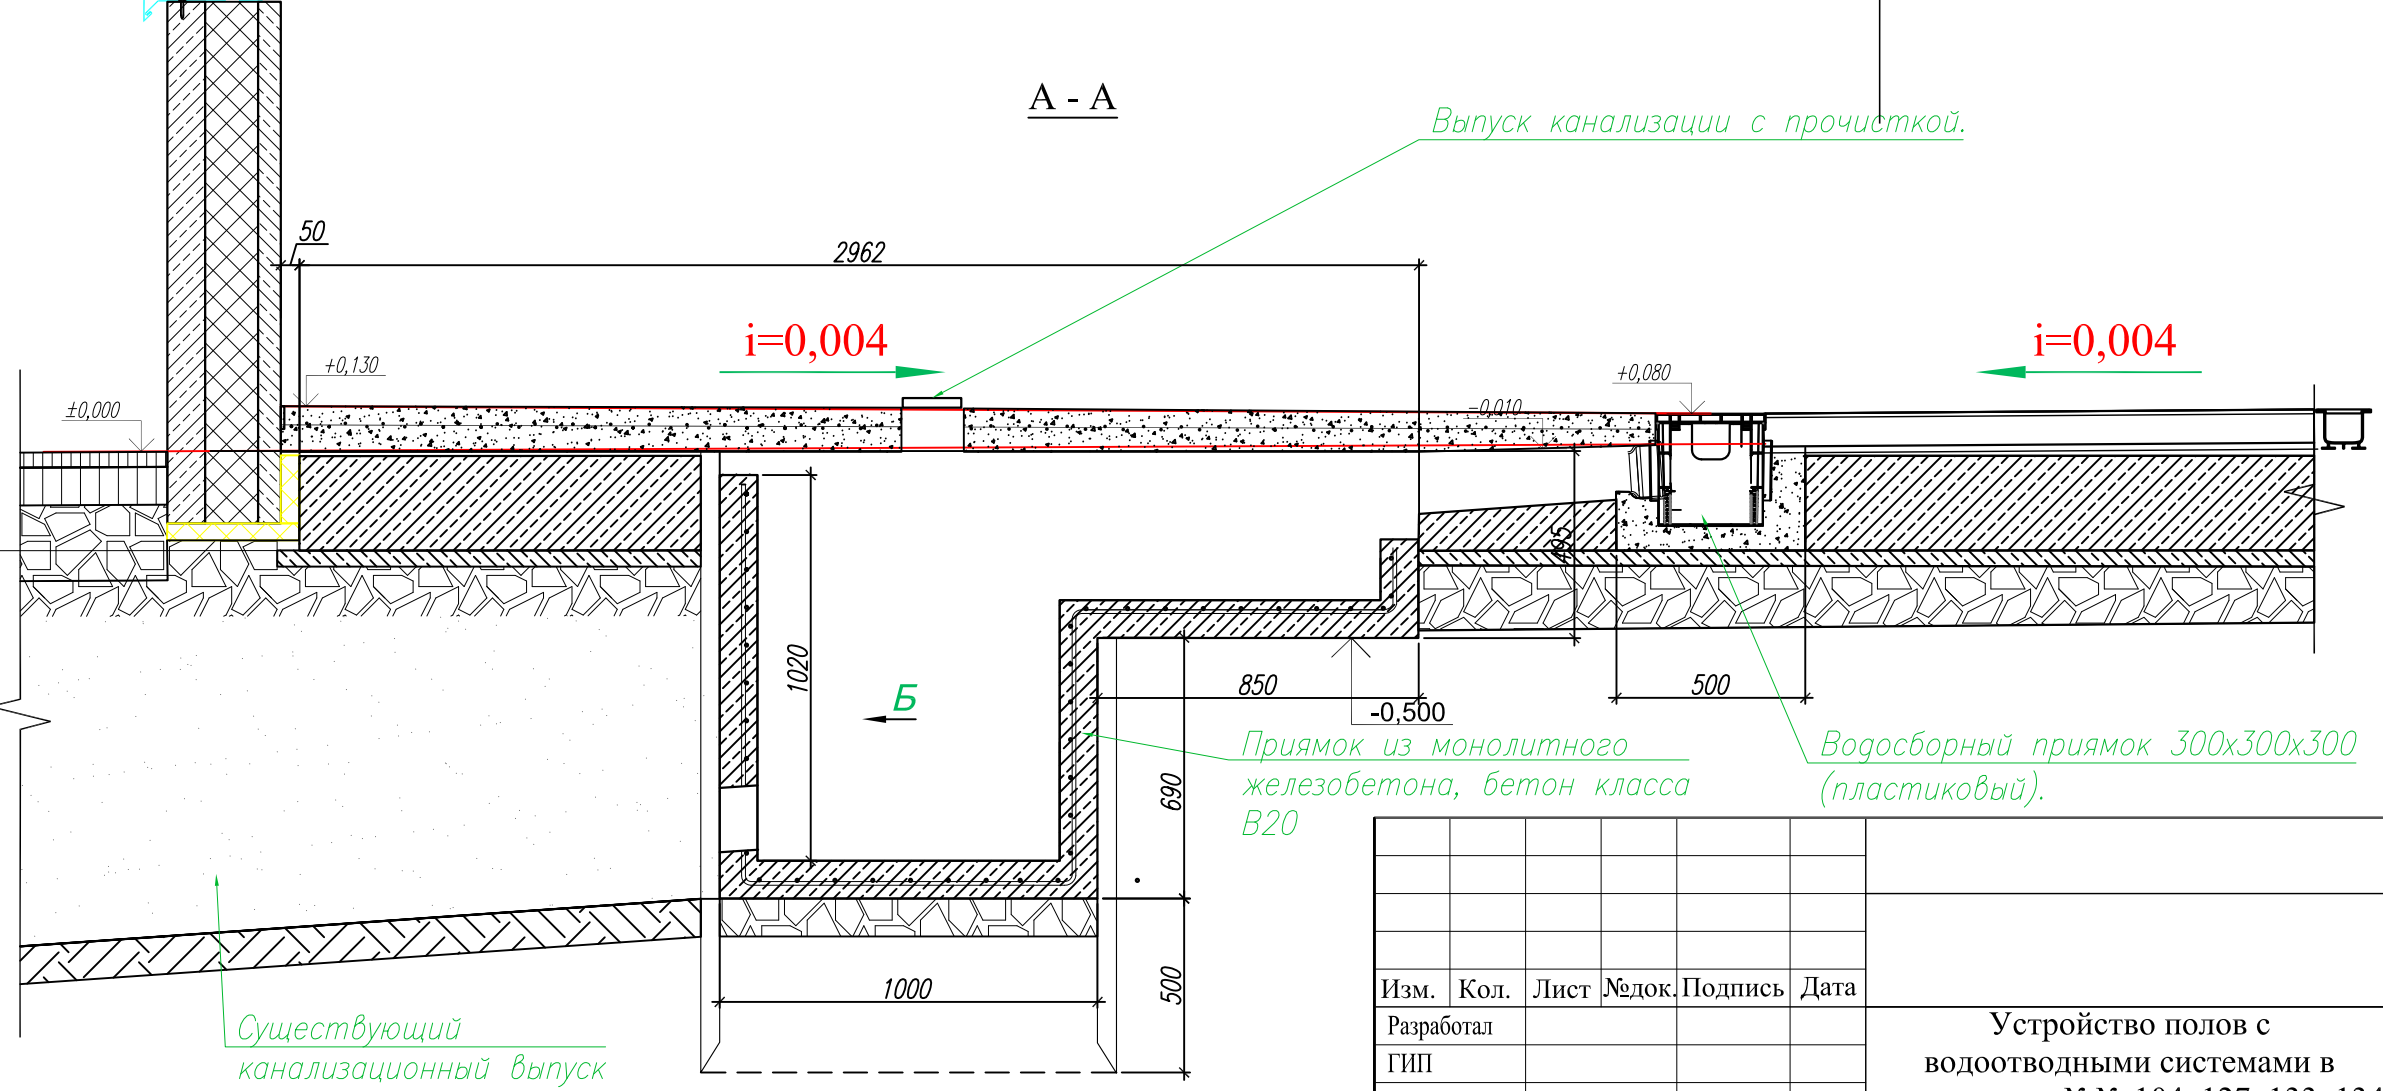 А - А
Выпуск канализации с прочисткой.
50
2962
i=0,004
i=0,004
+0,130
+0,080
±0,000
-0,010
495
1020
Б
850
500
-0,500
Приямок из монолитного
железобетона, бетон класса
В20
Водосборный приямок 300х300х300
(пластиковый).
690
1000
500
Существующий
канализационный выпуск
Изм. Кол. Лист №док. Подпись Дата
Разработал
ГИП
Устройство полов с
водоотводными системами в